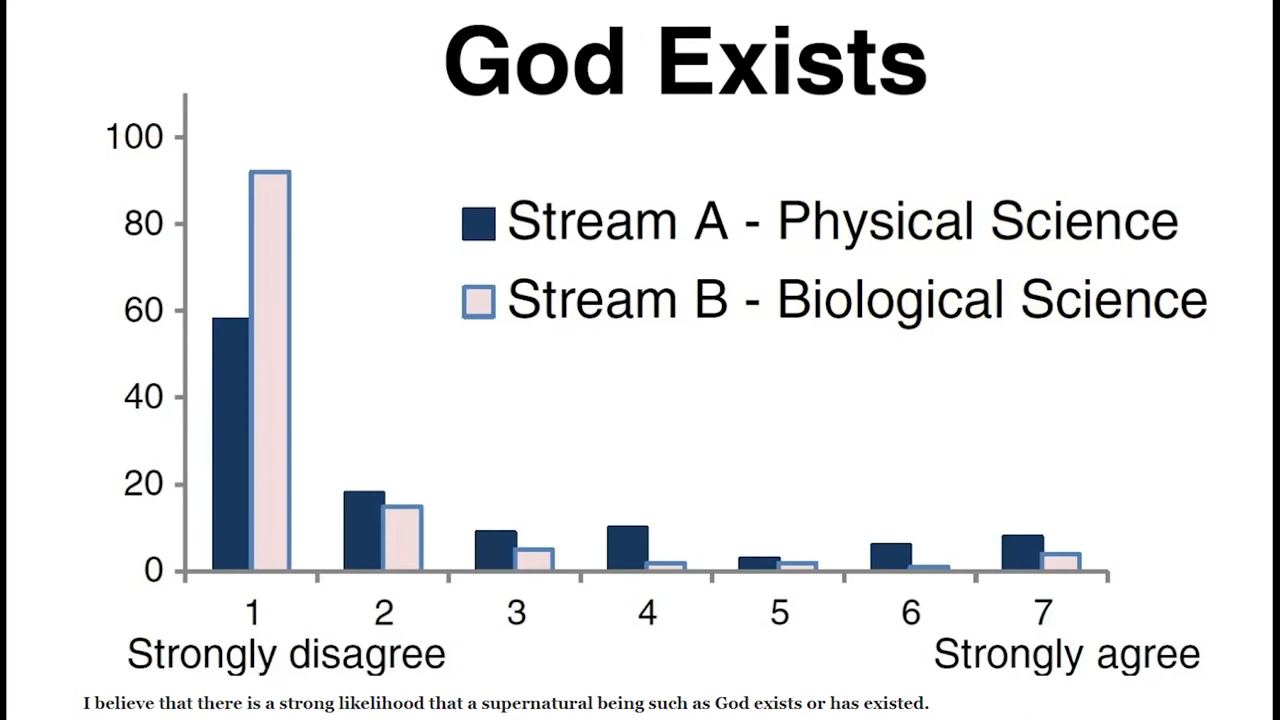 God Exists
100
80
60
40
20
0
Stream A - Physical Science
Stream B - Biological Science
1 2 3 4 5 6 7
Strongly disagree Strongly agree
I believe that there is a strong likelihood that a supernatural being such as God exists or has existed.